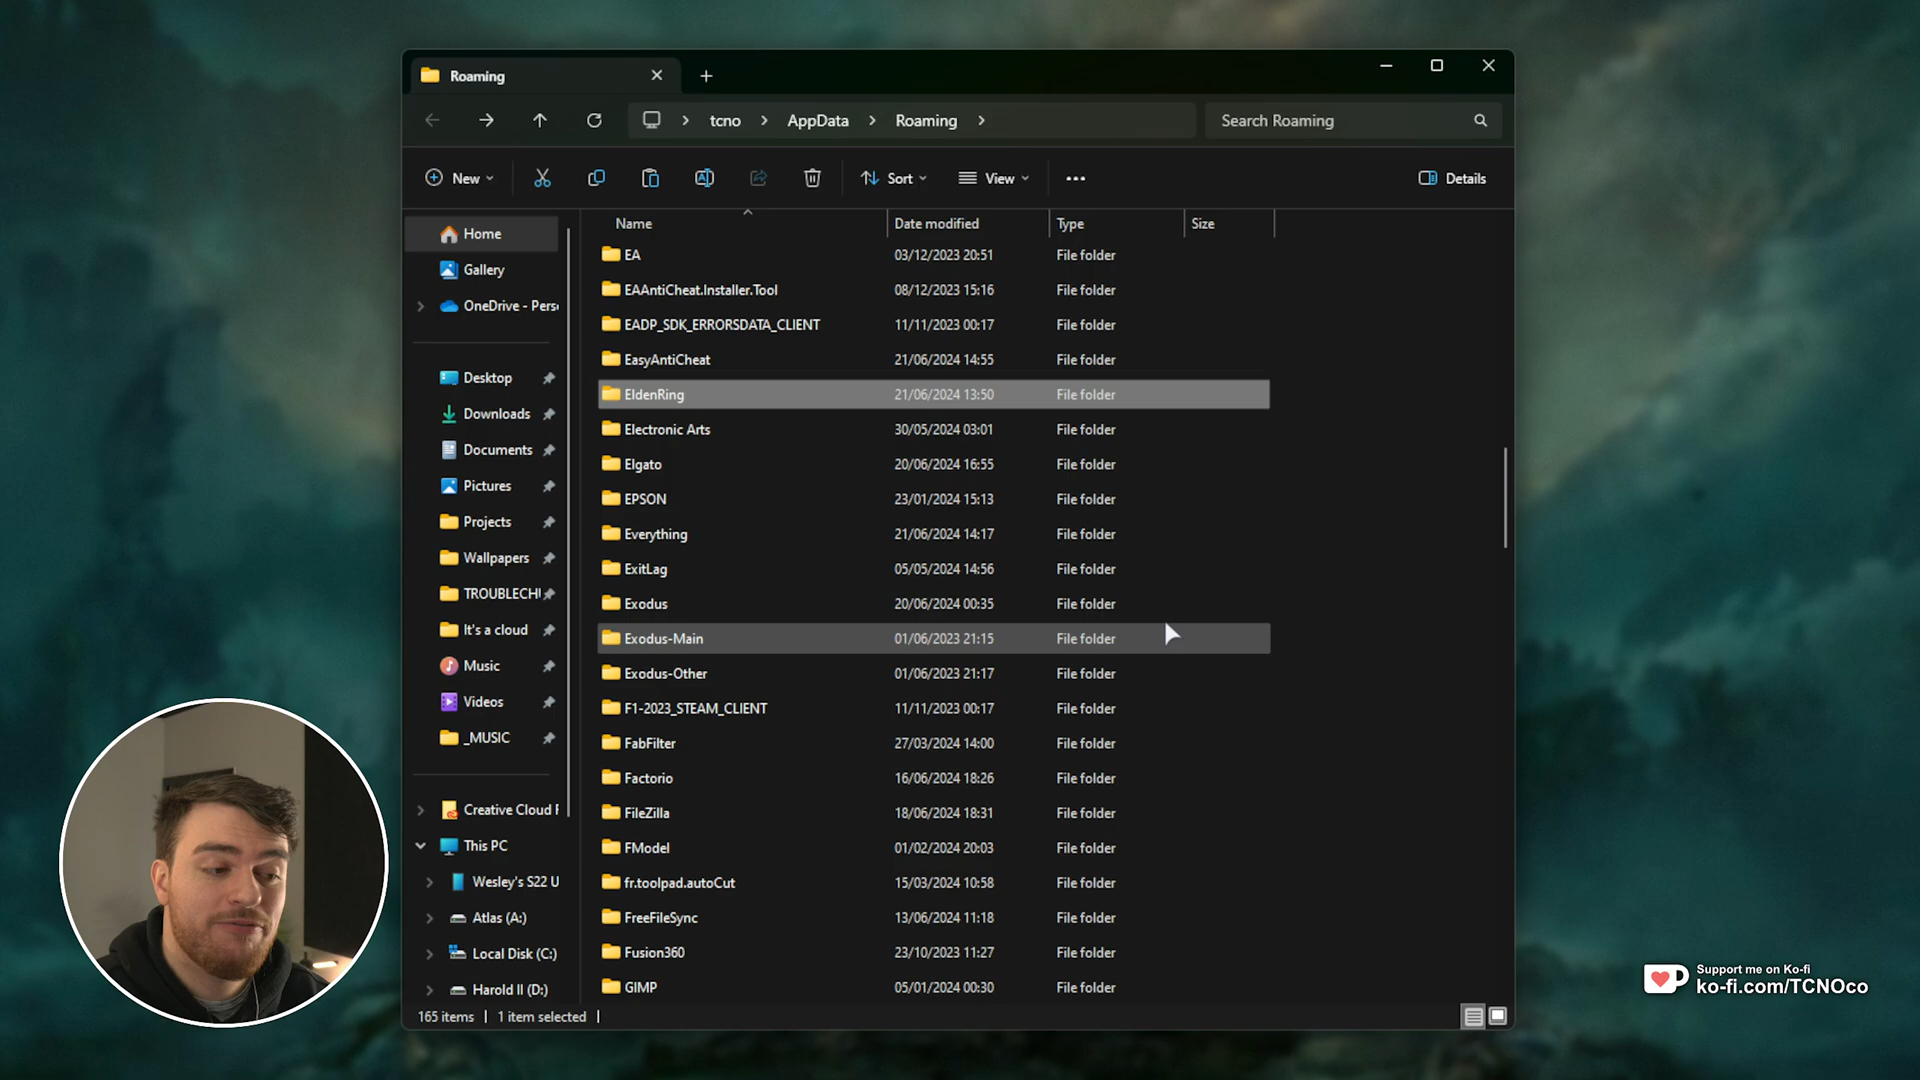 Roaming
tcno
AppData
Roaming
Search Roaming
New
Sort
View
Details
Name
Date modified
Type
Size
Home
Gallery
OneDrive - Pers
Desktop
Downloads
Documents
Pictures
Projects
Wallpapers
TROUBLECH
It's a cloud
Music
Videos
_MUSIC
Creative Cloud F
This PC
Wesley's S22 U
Atlas (A:)
Local Disk (C:)
Harold II (D:)
EA 03/12/2023 20:51 File folder
EAAntiCheat.Installer.Tool 08/12/2023 15:16 File folder
EADP_SDK_ERRORSDATA_CLIENT 11/11/2023 00:17 File folder
EasyAntiCheat 21/06/2024 14:55 File folder
EldenRing 21/06/2024 13:50 File folder
Electronic Arts 30/05/2024 03:01 File folder
Elgato 20/06/2024 16:55 File folder
EPSON 23/01/2024 15:13 File folder
Everything 21/06/2024 14:17 File folder
ExitLag 05/05/2024 14:56 File folder
Exodus 20/06/2024 00:35 File folder
Exodus-Main 01/06/2023 21:15 File folder
Exodus-Other 01/06/2023 21:17 File folder
F1-2023_STEAM_CLIENT 11/11/2023 00:17 File folder
FabFilter 27/03/2024 14:00 File folder
Factorio 16/06/2024 18:26 File folder
FileZilla 18/06/2024 18:31 File folder
FModel 01/02/2024 20:03 File folder
fr.toolpad.autoCut 15/03/2024 10:58 File folder
FreeFileSync 13/06/2024 11:18 File folder
Fusion360 23/10/2023 11:27 File folder
GIMP 05/01/2024 00:30 File folder
165 items
1 item selected
Support me on Ko-fi
ko-fi.com/TCNOco